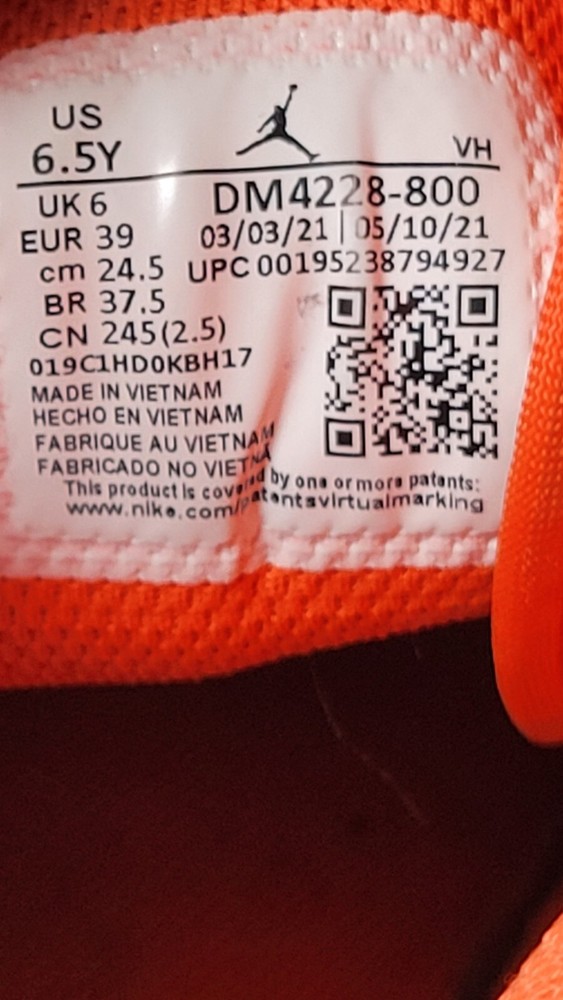 US
6.5Y
VH
UK 6
DM4228-800
EUR 39
03/03/21 | 05/10/21
cm 24.5
UPC 00195238794927
BR 37.5
CN 245(2.5)
019C1HD0KBH17
MADE IN VIETNAM
HECHO EN VIETNAM
FABRIQUE AU VIETNAM
FABRICADO NO VIETNA
This product is covered by one or more patents:
www.nike.com/patentsvirtualmarking